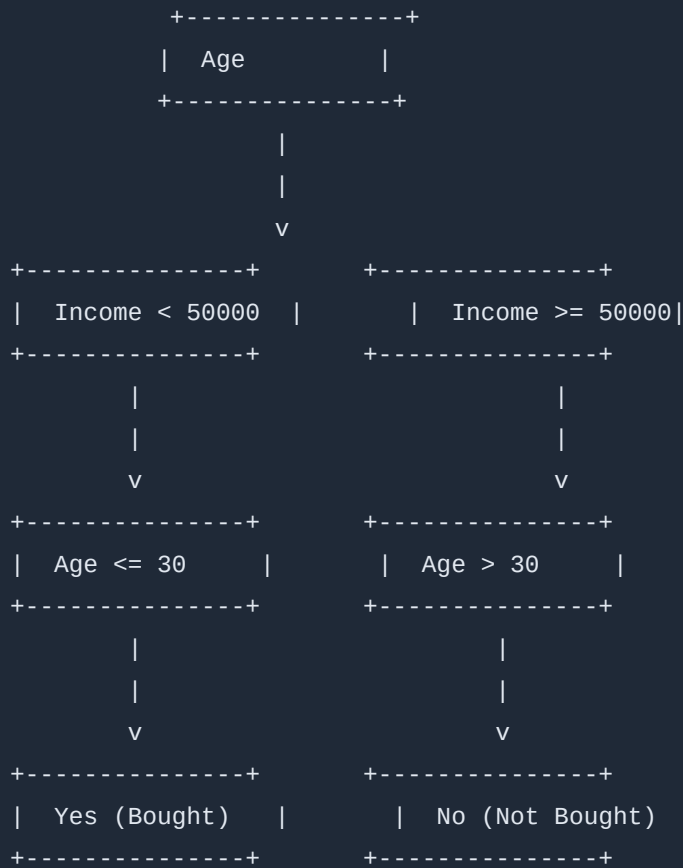 +---------------+
          |  Age         |
          +---------------+
                  |
                  |
                  v
+---------------+       +---------------+
|  Income < 50000  |       |  Income >= 50000|
+---------------+       +---------------+
        |                            |
        |                            |
        v                            v
+---------------+       +---------------+
|  Age <= 30     |       |  Age > 30     |
+---------------+       +---------------+
        |                        |
        |                        |
        v                        v
+---------------+       +---------------+
|  Yes (Bought)   |       |  No (Not Bought)
+---------------+       +---------------+